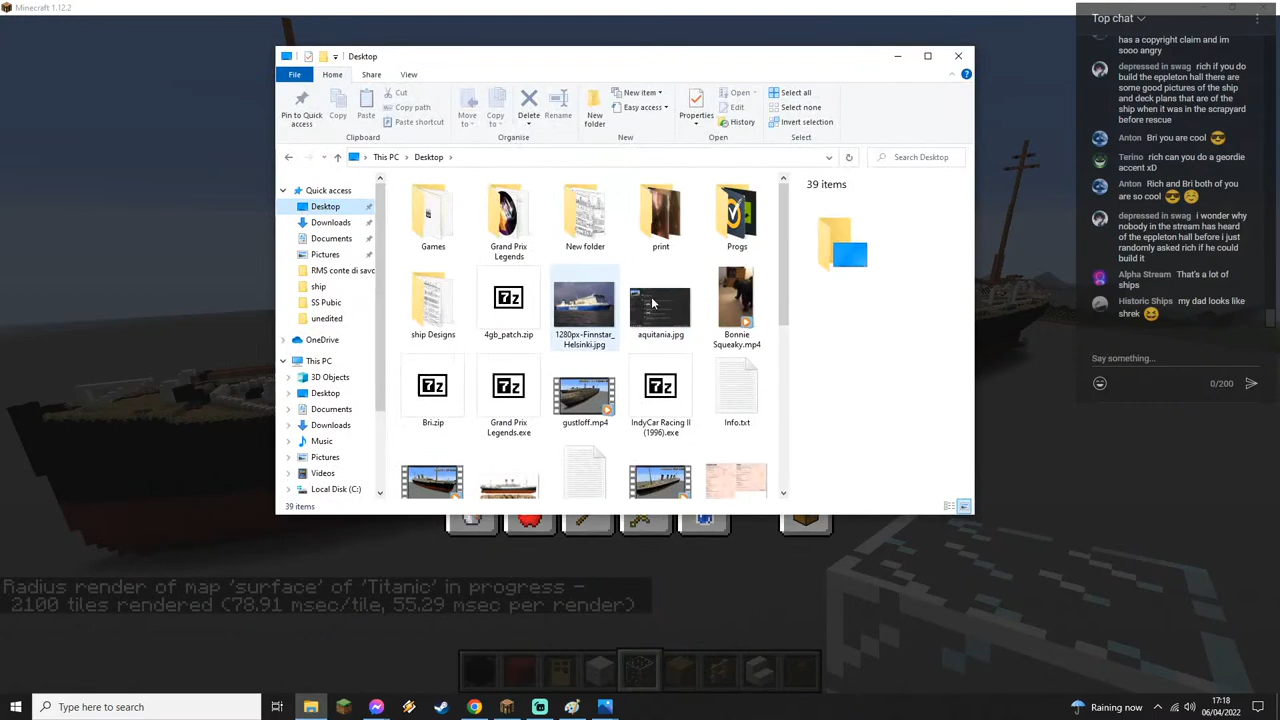 Minecraft 1.12.2
Desktop
File
Home
Share
View
Pin to Quick access
Copy
Paste
Cut
Copy path
Paste shortcut
Clipboard
Move to
Copy to
Delete
Rename
Organise
New folder
New item
Easy access
New
Properties
Open
Edit
History
Open
Select all
Select none
Invert selection
Select
This PC
Desktop
Search Desktop
Quick access
Desktop
Downloads
Documents
Pictures
RMS conte di savc
ship
SS Pubic
unedited
OneDrive
This PC
3D Objects
Desktop
Documents
Downloads
Music
Pictures
Videos
Local Disk (C:)
Games
Grand Prix
Legends
New folder
print
Progs
ship Designs
4gb_patch.zip
1280px-Finnstar_
Helsinki.jpg
aquitania.jpg
Bonnie
Squeaky.mp4
Bri.zip
Grand Prix
Legends.exe
gustloff.mp4
IndyCar Racing II
(1996).exe
Info.txt
39 items
39 items
Top chat
has a copyright claim and im
sooo angry
depressed in swag rich if you do
build the eppleton hall there are
some good pictures of the ship
and deck plans that are of the
ship when it was in the scrapyard
before rescue
Anton Bri you are cool 😎
Terino rich can you do a geordie
accent xD
Anton Rich and Bri both of you
are so cool 😎 ☺
depressed in swag i wonder why
nobody in the stream has heard of
the eppleton hall before i just
randomly asked rich if he could
build it
Alpha Stream That's a lot of
ships
Historic Ships my dad looks like
shrek 😝
Say something...
0/200
Radius render of map 'surface' of 'Titanic' in progress -
2100 tiles rendered (78.91 msec/tile, 55.29 msec per render)
Type here to search
Raining now
17:18
06/04/2022